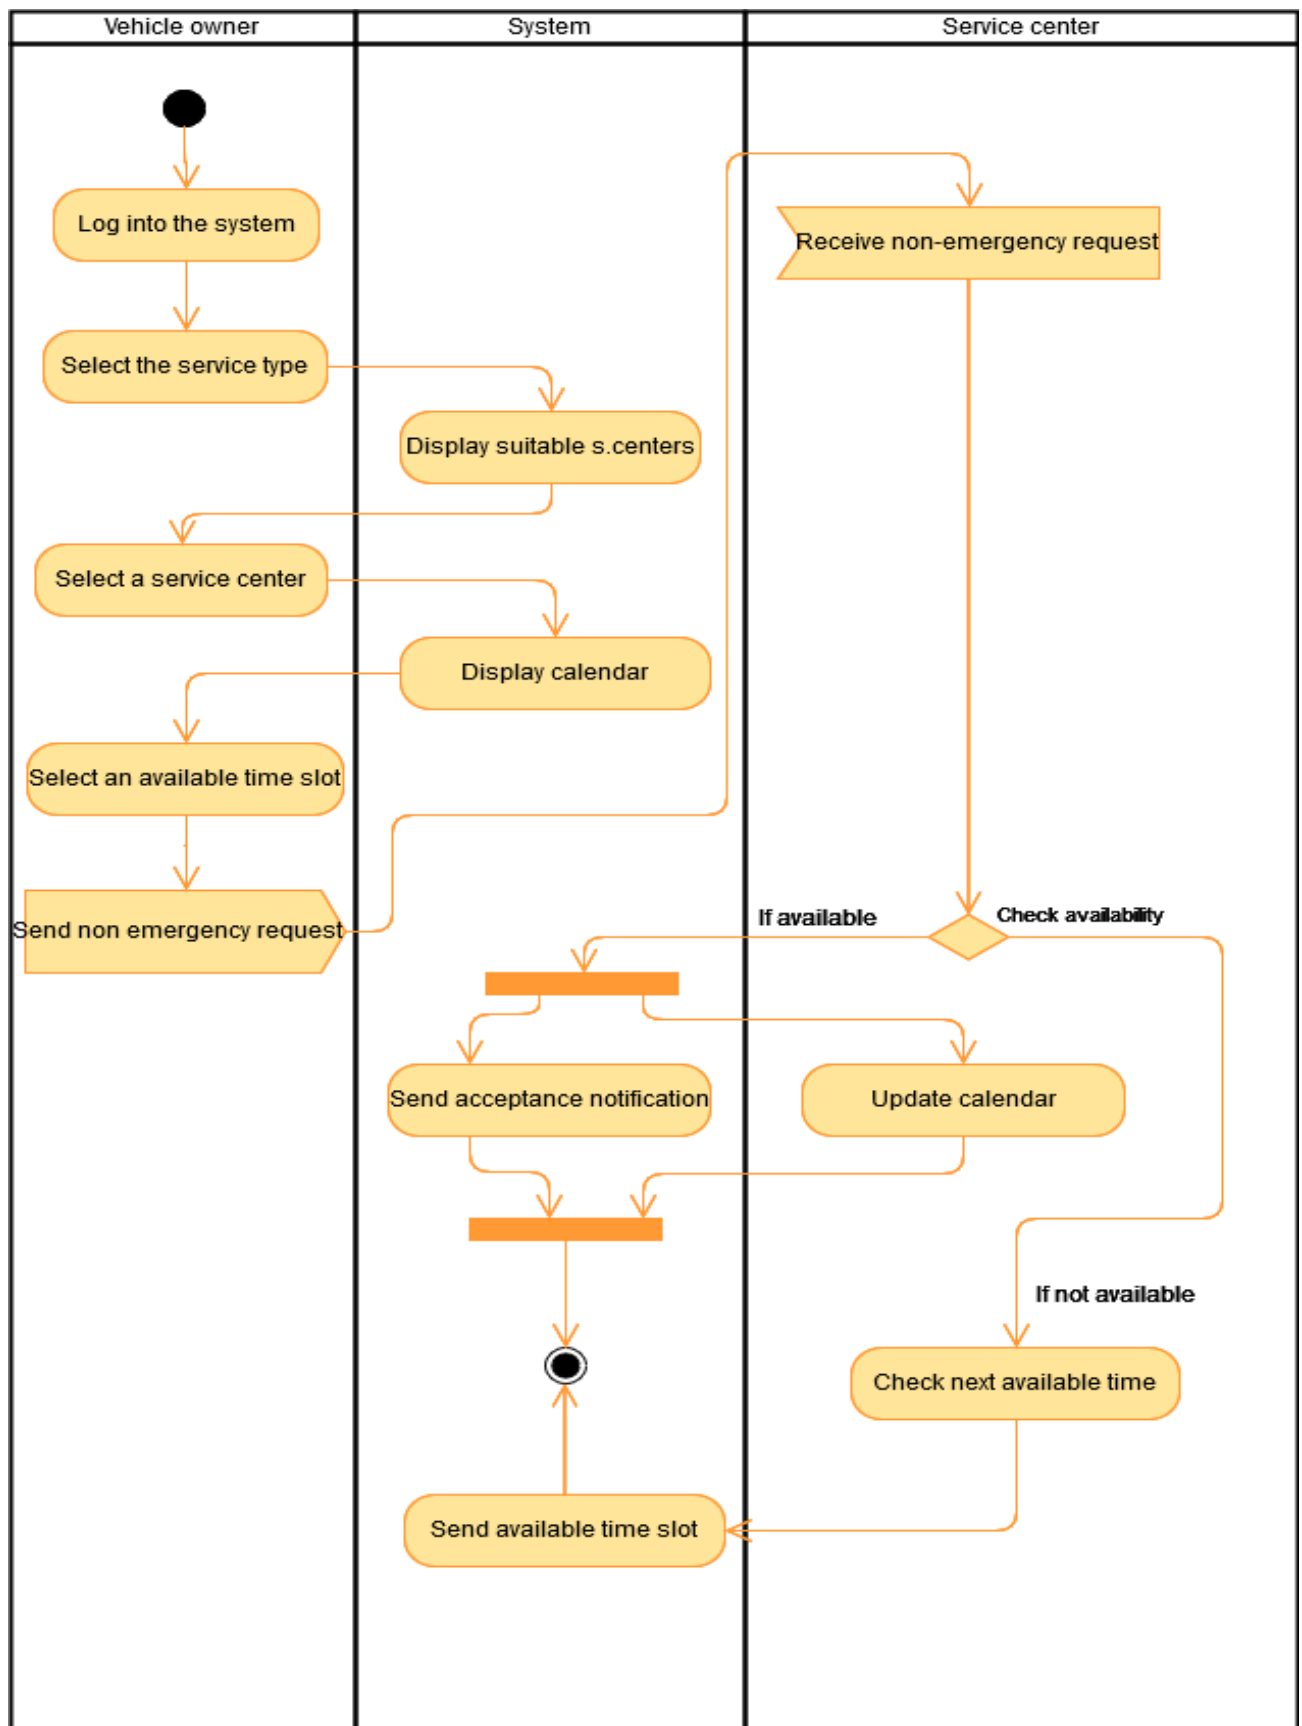 Vehicle owner
System
Service center
Log into the system
Receive non-emergency request
Select the service type
Display suitable s.centers
Select a service center
Display calendar
Select an available time slot
Send non emergency request
If available
Check availability
Send acceptance notification
Update calendar
If not available
Check next available time
Send available time slot